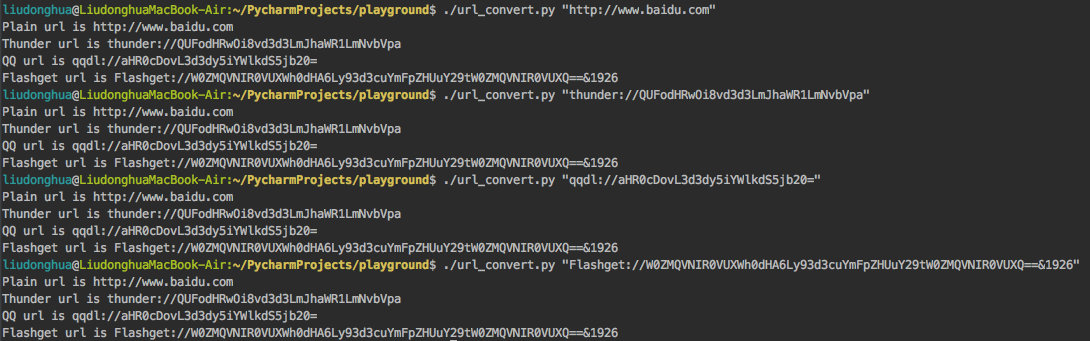 liudonghua@LiudonghuaMacBook-Air:~/PycharmProjects/playground$ ./url_convert.py "http://www.baidu.com"
Plain url is http://www.baidu.com
Thunder url is thunder://QUFodHRwOi8vd3d3LmJhaWR1LmNvbVpa
QQ url is qqdl://aHR0cDovL3d3dy5iYWlkdS5jb20=
Flashget url is Flashget://W0ZMQVNIR0VUXWh0dHA6Ly93d3cuYmFpZHUuY29tW0ZMQVNIR0VUXQ==&1926
liudonghua@LiudonghuaMacBook-Air:~/PycharmProjects/playground$ ./url_convert.py "thunder://QUFodHRwOi8vd3d3LmJhaWR1LmNvbVpa"
Plain url is http://www.baidu.com
Thunder url is thunder://QUFodHRwOi8vd3d3LmJhaWR1LmNvbVpa
QQ url is qqdl://aHR0cDovL3d3dy5iYWlkdS5jb20=
Flashget url is Flashget://W0ZMQVNIR0VUXWh0dHA6Ly93d3cuYmFpZHUuY29tW0ZMQVNIR0VUXQ==&1926
liudonghua@LiudonghuaMacBook-Air:~/PycharmProjects/playground$ ./url_convert.py "qqdl://aHR0cDovL3d3dy5iYWlkdS5jb20="
Plain url is http://www.baidu.com
Thunder url is thunder://QUFodHRwOi8vd3d3LmJhaWR1LmNvbVpa
QQ url is qqdl://aHR0cDovL3d3dy5iYWlkdS5jb20=
Flashget url is Flashget://W0ZMQVNIR0VUXWh0dHA6Ly93d3cuYmFpZHUuY29tW0ZMQVNIR0VUXQ==&1926
liudonghua@LiudonghuaMacBook-Air:~/PycharmProjects/playground$ ./url_convert.py "Flashget://W0ZMQVNIR0VUXWh0dHA6Ly93d3cuYmFpZHUuY29tW0ZMQVNIR0VUXQ==&1926"
Plain url is http://www.baidu.com
Thunder url is thunder://QUFodHRwOi8vd3d3LmJhaWR1LmNvbVpa
QQ url is qqdl://aHR0cDovL3d3dy5iYWlkdS5jb20=
Flashget url is Flashget://W0ZMQVNIR0VUXWh0dHA6Ly93d3cuYmFpZHUuY29tW0ZMQVNIR0VUXQ==&1926